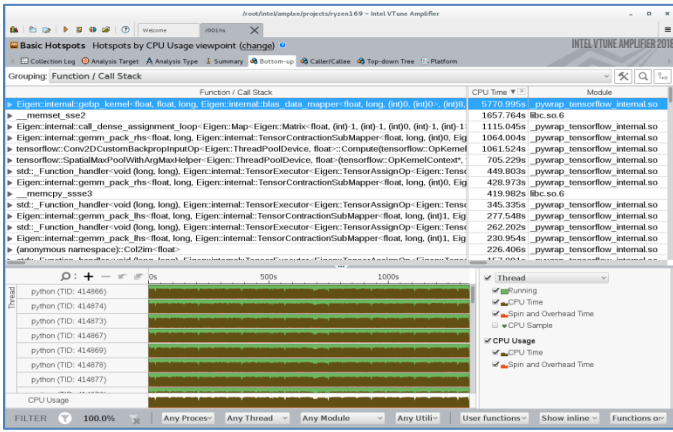 /root/intel/amplxe/projects/ryzen169 - Intel VTune Amplifier
Welcome r001hs
Basic Hotspots Hotspots by CPU Usage viewpoint (change)
INTEL VTUNE AMPLIFIER 2018
Collection Log Analysis Target Analysis Type Summary Bottom-up Caller/Callee Top-down Tree Platform
Grouping: Function / Call Stack
Function / Call Stack CPU Time Module
Eigen::internal::gebp_kernel<float, float, long, Eigen::internal::blas_data_mapper<float, long, (int)0, (int)0>, (int)8, 5770.995s _pywrap_tensorflow_internal.so
__memset_sse2 1657.764s libc.so.6
Eigen::internal::call_dense_assignment_loop<Eigen::Map<Eigen::Matrix<float, (int)-1, (int)-1, (int)0, (int)-1, (int)-1 1115.045s _pywrap_tensorflow_internal.so
Eigen::internal::gemm_pack_rhs<float, long, Eigen::internal::TensorContractionSubMapper<float, long, (int)0, Eig 1064.004s _pywrap_tensorflow_internal.so
tensorflow::Conv2DCustomBackpropInputOp<Eigen::ThreadPoolDevice, float>::Compute(tensorflow::OpKernel 1061.524s _pywrap_tensorflow_internal.so
tensorflow::SpatialMaxPoolWithArgMaxHelper<Eigen::ThreadPoolDevice, float>(tensorflow::OpKernelContext*, 705.229s _pywrap_tensorflow_internal.so
std::_Function_handler<void (long, long), Eigen::internal::TensorExecutor<Eigen::TensorAssignOp<Eigen::Tens 449.803s _pywrap_tensorflow_internal.so
Eigen::internal::gemm_pack_rhs<float, long, Eigen::internal::TensorContractionSubMapper<float, long, (int)0, Eig 428.973s _pywrap_tensorflow_internal.so
__memcpy_ssse3 419.982s libc.so.6
std::_Function_handler<void (long, long), Eigen::internal::TensorExecutor<Eigen::TensorAssignOp<Eigen::Tens 345.335s _pywrap_tensorflow_internal.so
Eigen::internal::gemm_pack_lhs<float, long, Eigen::internal::TensorContractionSubMapper<float, long, (int)1, Eig 277.548s _pywrap_tensorflow_internal.so
std::_Function_handler<void (long, long), Eigen::internal::TensorExecutor<Eigen::TensorAssignOp<Eigen::Tens 262.202s _pywrap_tensorflow_internal.so
Eigen::internal::gemm_pack_lhs<float, long, Eigen::internal::TensorContractionSubMapper<float, long, (int)1, Eig 230.954s _pywrap_tensorflow_internal.so
(anonymous namespace)::Col2im<float> 226.406s _pywrap_tensorflow_internal.so
0s 500s 1000s
Thread
python (TID: 414866)
python (TID: 414874)
python (TID: 414873)
python (TID: 414867)
python (TID: 414869)
python (TID: 414868)
python (TID: 414877)
CPU Usage
Thread
Running
CPU Time
Spin and Overhead Time
CPU Sample
CPU Usage
CPU Time
Spin and Overhead Time
FILTER 100.0% Any Proces Any Thread Any Module Any Utili User functions Show inline Functions or